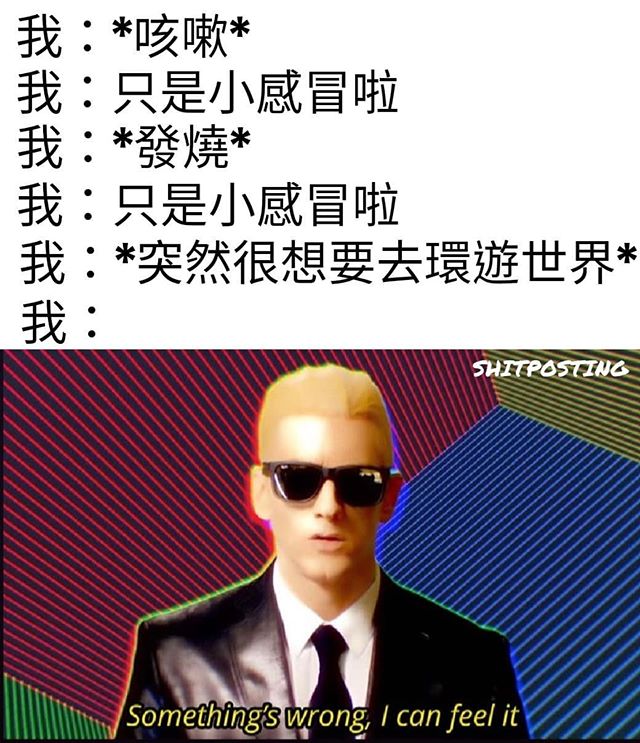 我：*咳嗽*
我：只是小感冒啦
我：*發燒*
我：只是小感冒啦
我：*突然很想要去環遊世界*
我：
SHITPOSTING
Something's wrong, I can feel it